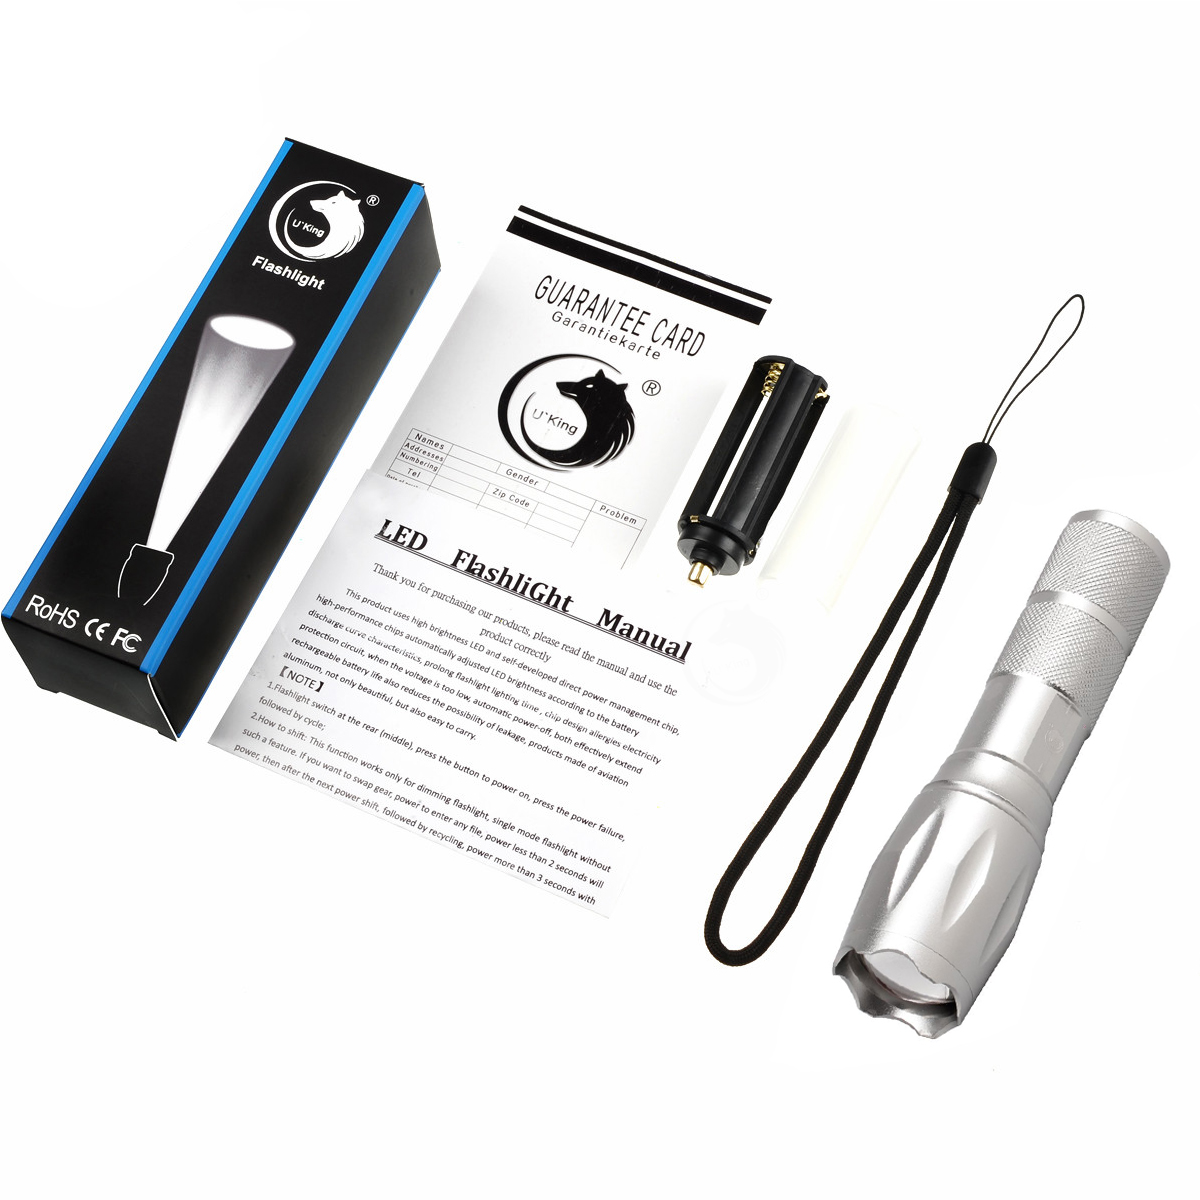 U`King
®
Flashlight
RoHS CE FC
GUARANTEE CARD
Garantiekarte
®
U`King
Names
Addresses
Gender
Numbering
Tel
Zip Code
Problem
LED FlashliGht Manual
Thank you for purchasing our products, please read the manual and use the
product correctly
This product uses high brightness LED and self-developed direct power management chip,
high-performance chips automatically adjusted LED brightness according to the battery
discharge curve characteristics, prolong flashlight lighting time , chip design allergies electricity
protection circuit, when the voltage is too low, automatic power-off, both effectively extend
rechargeable battery life also reduces the possibility of leakage, products made of aviation
aluminum, not only beautiful, but also easy to carry.
【NOTE】
1.Flashlight switch at the rear (middle), press the button to power on, press the power failure,
followed by cycle;
2.How to shift: This function works only for dimming flashlight, single mode flashlight without
such a feature. If you want to swap gear, power to enter any file, power less than 2 seconds will
power, then after the next power shift, followed by recycling, power more than 3 seconds with